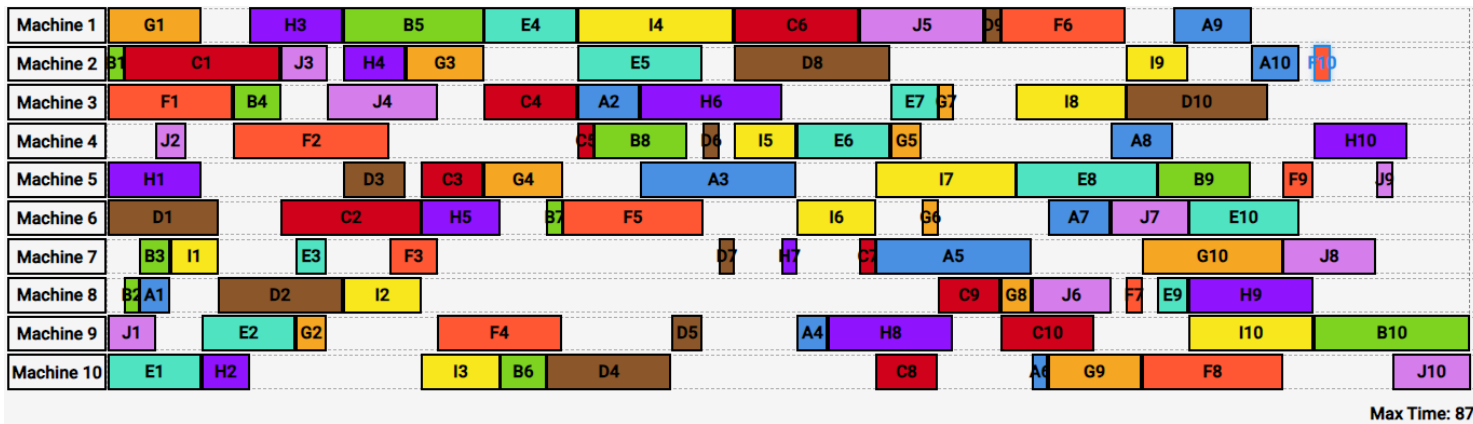 Machine 1 G1 H3 B5 E4 I4 C6 J5 D9 F6 A9
Machine 2 B1 C1 J3 H4 G3 E5 D8 I9 A10 F10
Machine 3 F1 B4 J4 C4 A2 H6 E7 G7 I8 D10
Machine 4 J2 F2 C5 B8 D6 I5 E6 G5 A8 H10
Machine 5 H1 D3 C3 G4 A3 I7 E8 B9 F9 J9
Machine 6 D1 C2 H5 B7 F5 I6 G6 A7 J7 E10
Machine 7 B3 I1 E3 F3 D7 H7 C7 A5 G10 J8
Machine 8 B2 A1 D2 I2 C9 G8 J6 F7 E9 H9
Machine 9 J1 E2 G2 F4 D5 A4 H8 C10 I10 B10
Machine 10 E1 H2 I3 B6 D4 C8 A6 G9 F8 J10
Max Time: 87